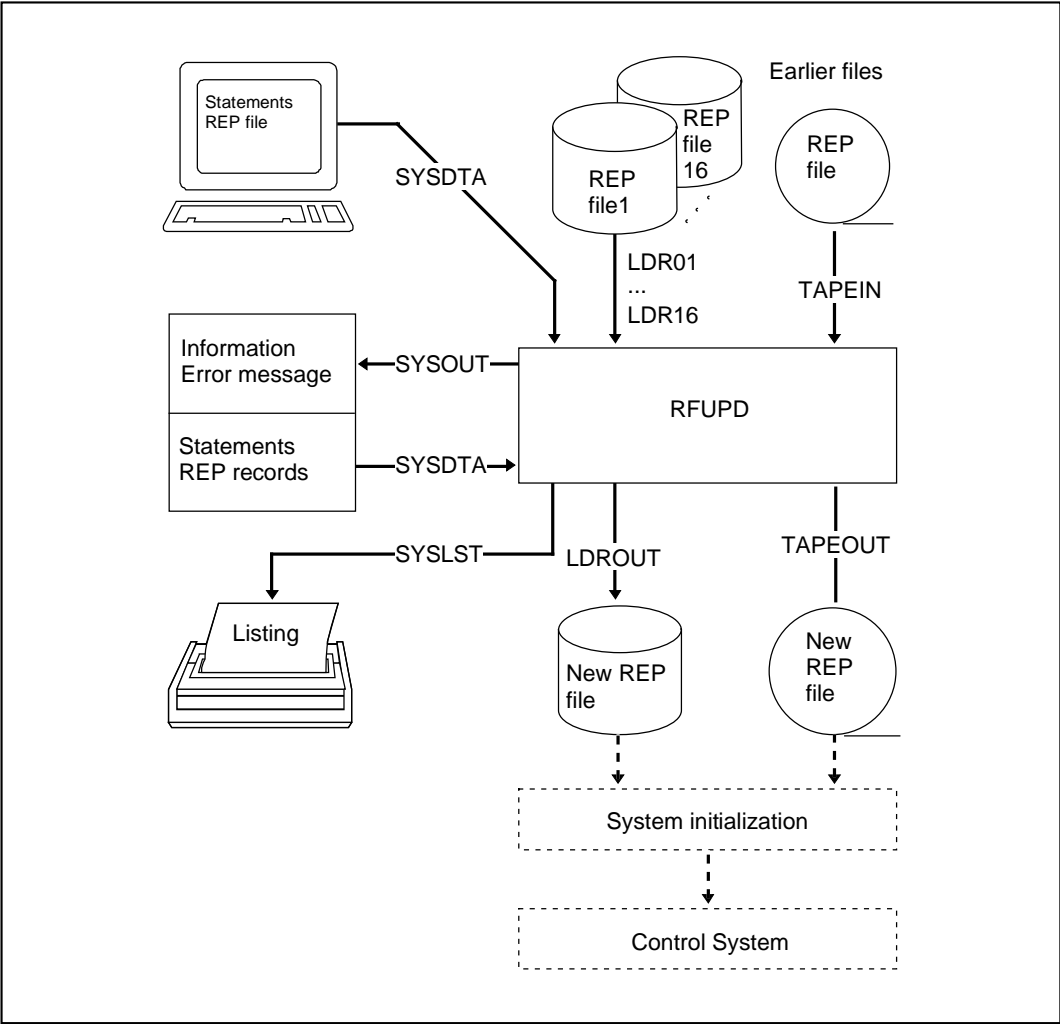 Earlier files
Statements
REP file
REP
file
16
REP
file1
REP
file
SYSDTA
LDR01
...
LDR16
TAPEIN
Information
Error message
SYSOUT
RFUPD
Statements
REP records
SYSDTA
SYSLST
LDROUT
TAPEOUT
Listing
New REP
file
New
REP
file
System initialization
Control System